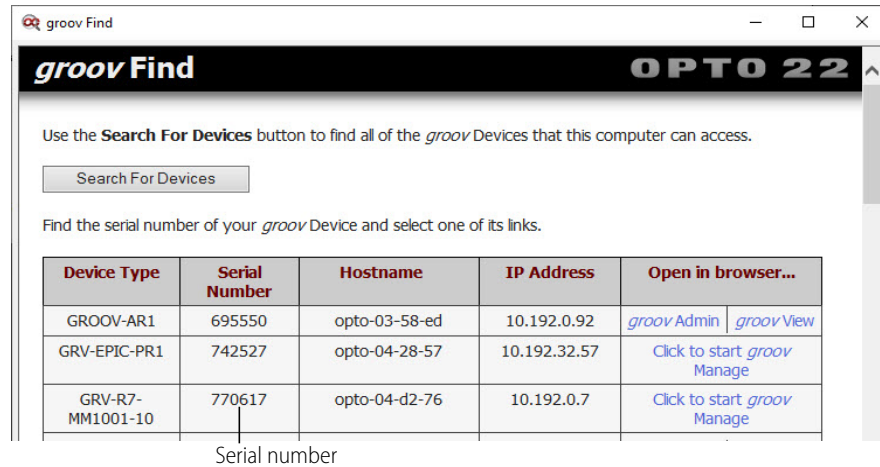 groov Find
groov Find OPTO 22
Use the Search For Devices button to find all of the groov Devices that this computer can access.
Search For Devices
Find the serial number of your groov Device and select one of its links.
Device Type Serial Number Hostname IP Address Open in browser...
GROOV-AR1 695550 opto-03-58-ed 10.192.0.92 groov Admin groov View
GRV-EPIC-PR1 742527 opto-04-28-57 10.192.32.57 Click to start groov Manage
GRV-R7-MM1001-10 770617 opto-04-d2-76 10.192.0.7 Click to start groov Manage
Serial number